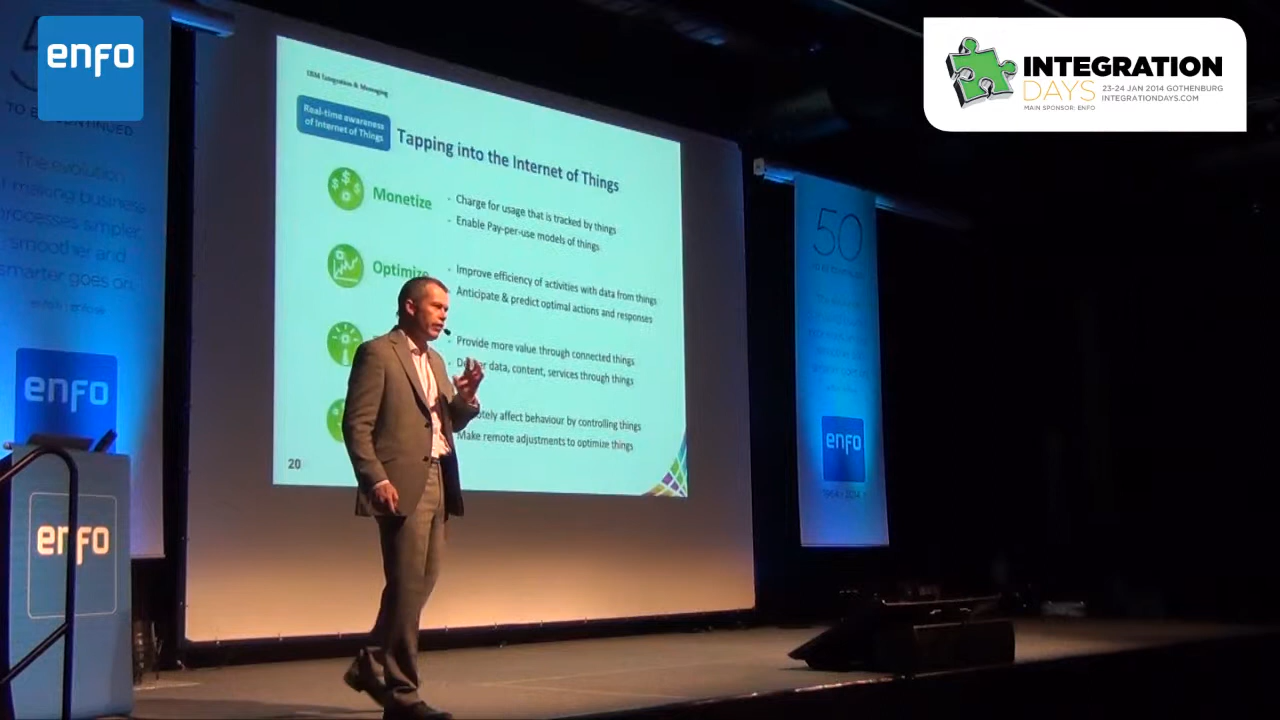 enfo
INTEGRATION
DAYS
23-24 JAN 2014 GOTHENBURG
INTEGRATIONDAYS.COM
MAIN SPONSOR: ENFO
IBM Integration & Messaging
Real-time awareness
of Internet of Things
Tapping into the Internet of Things
Monetize
- Charge for usage that is tracked by things
- Enable Pay-per-use models of things
Optimize
- Improve efficiency of activities with data from things
- Anticipate & predict optimal actions and responses
- Provide more value through connected things
data, content, services through things
affect behaviour by controlling things
Make remote adjustments to optimize things
20
The evolution
making business
processes simpler,
smoother and
smarter goes on.
enfo
enfo
50
enfo
1964 - 2014